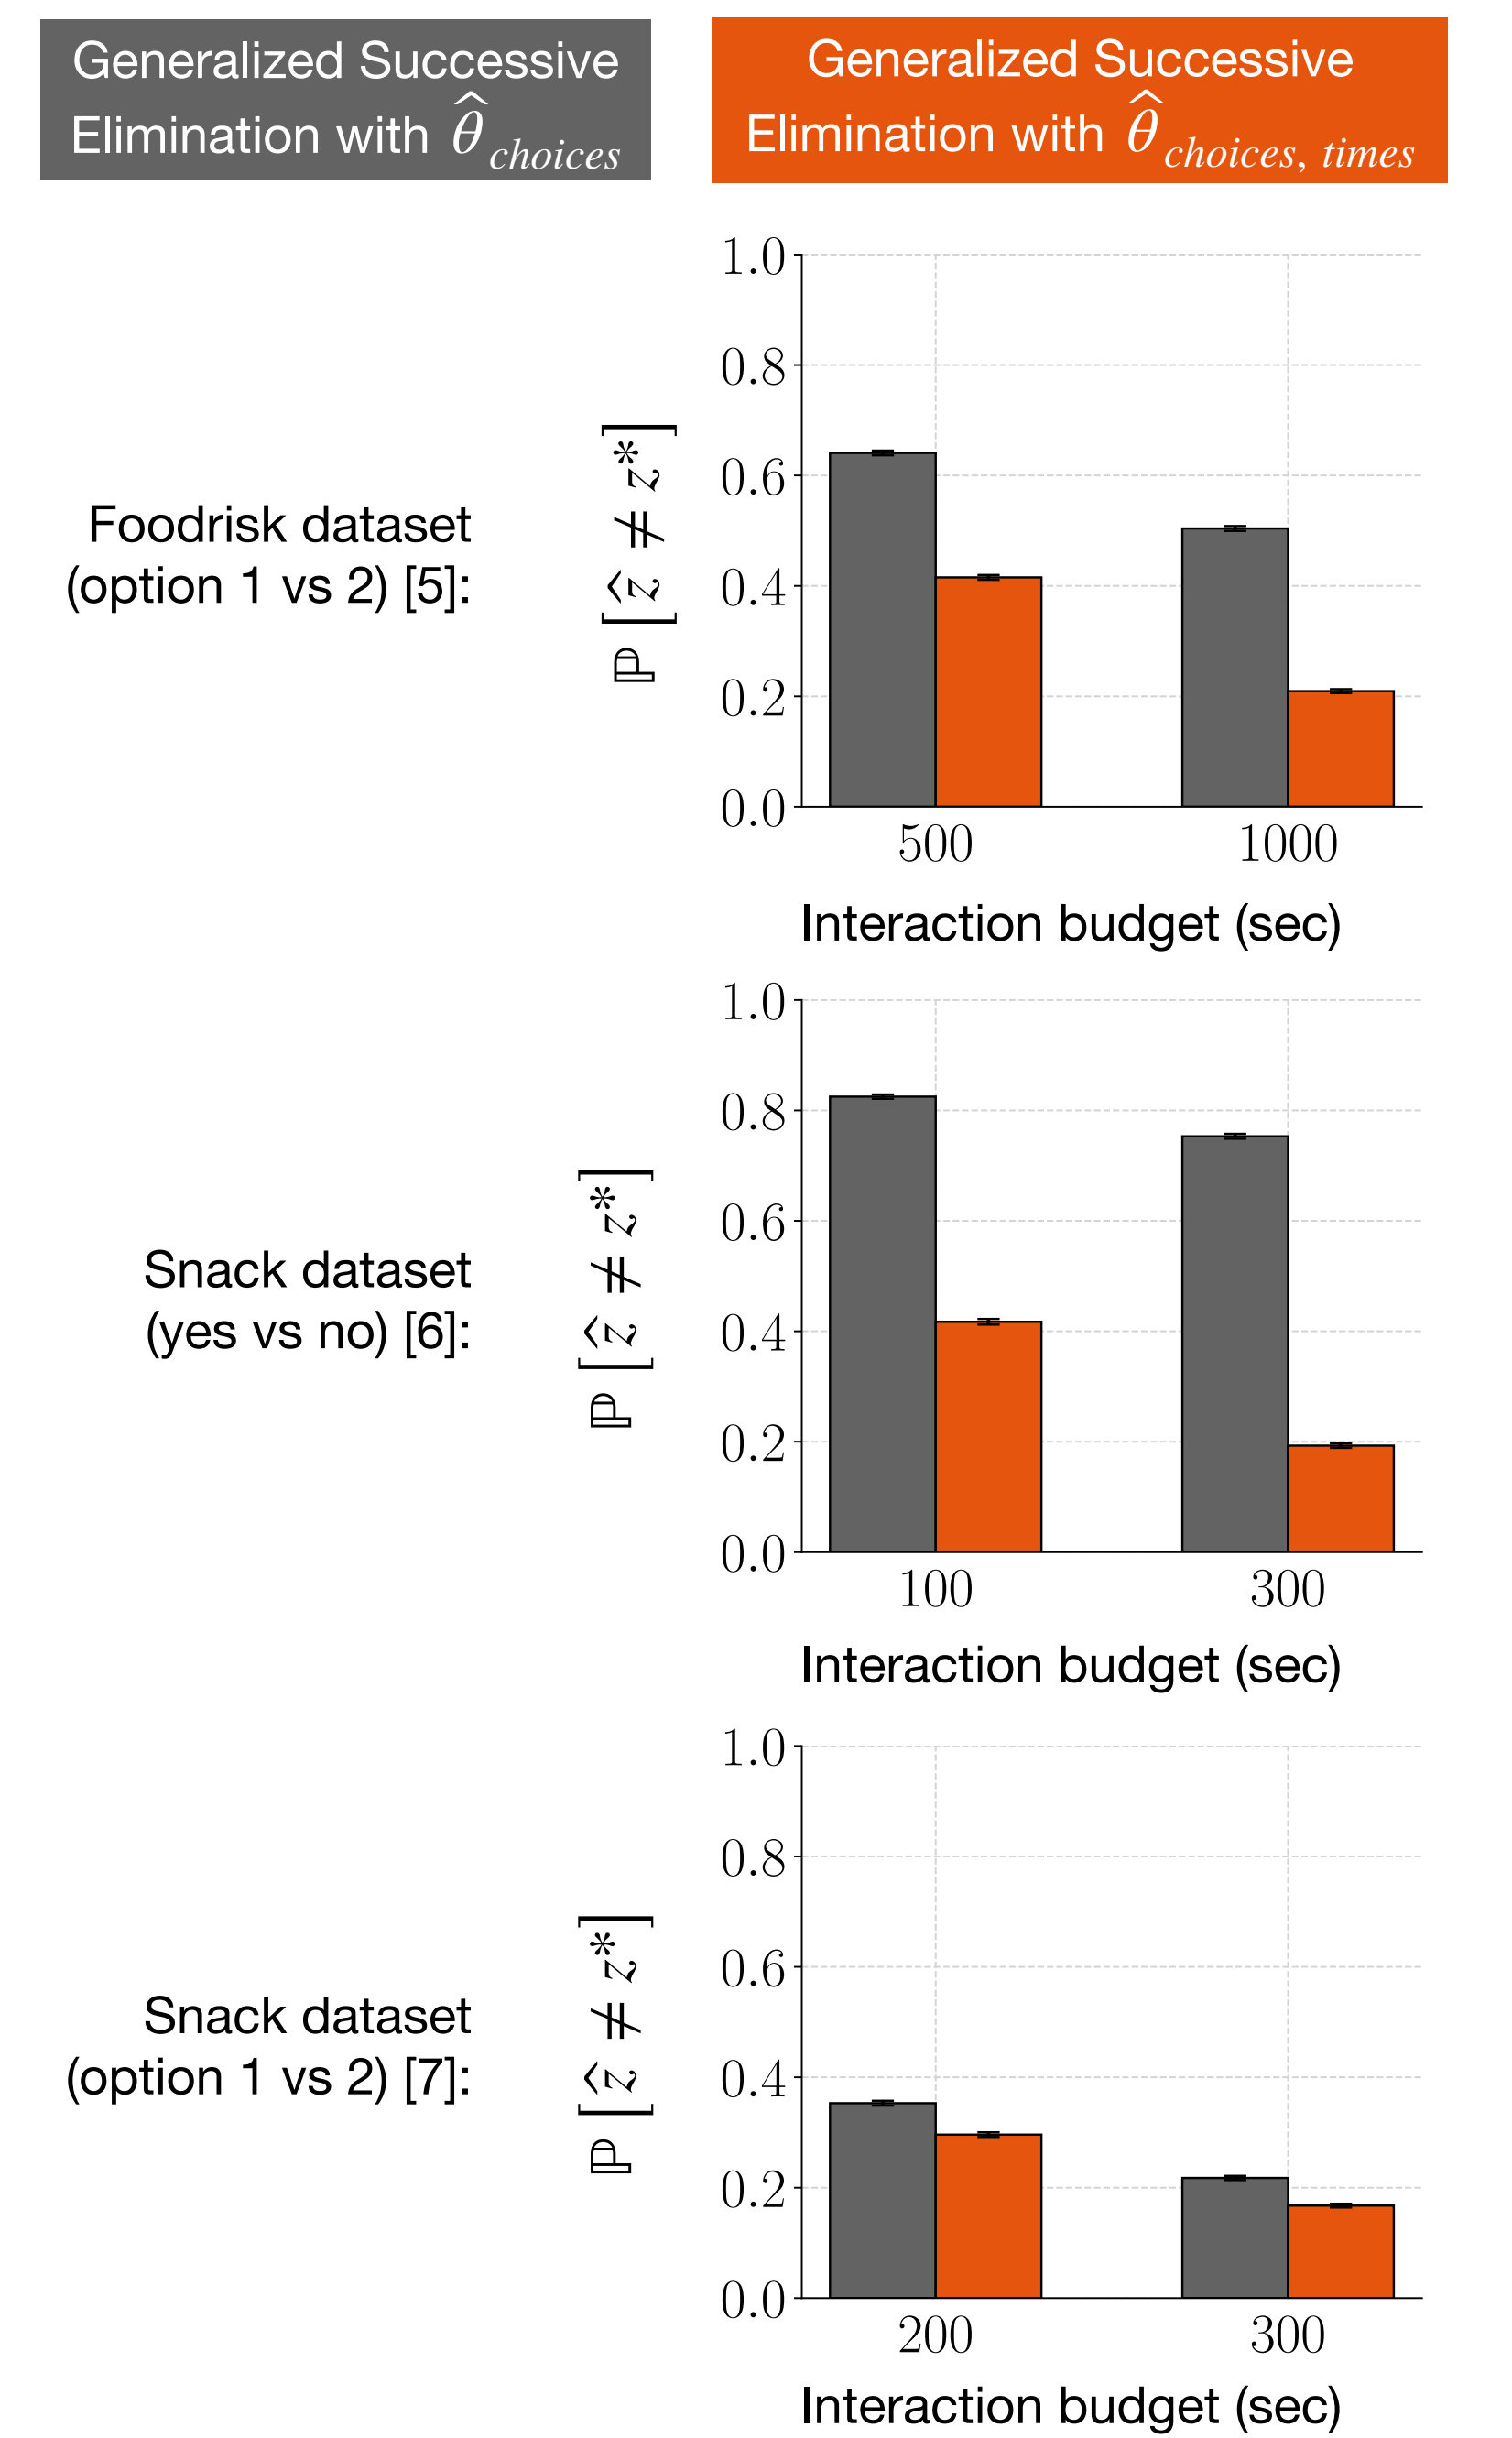 Generalized Successive
Elimination with θ̂ choices
Generalized Successive
Elimination with θ̂ choices, times
Foodrisk dataset
(option 1 vs 2) [5]:
ℙ [ẑ ≠ z*]
1.0
0.8
0.6
0.4
0.2
0.0
500 1000
Interaction budget (sec)
Snack dataset
(yes vs no) [6]:
ℙ [ẑ ≠ z*]
1.0
0.8
0.6
0.4
0.2
0.0
100 300
Interaction budget (sec)
Snack dataset
(option 1 vs 2) [7]:
ℙ [ẑ ≠ z*]
1.0
0.8
0.6
0.4
0.2
0.0
200 300
Interaction budget (sec)